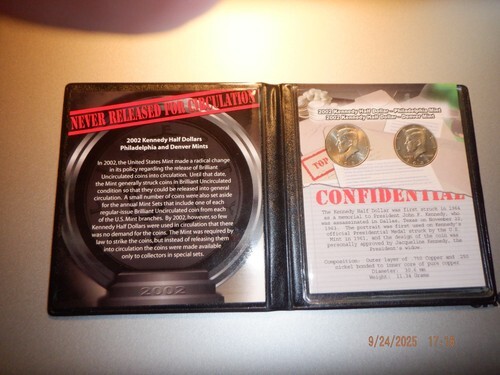 NEVER RELEASED FOR CIRCULATION
2002 Kennedy Half Dollars
Philadelphia and Denver Mints
In 2002, the United States Mint made a radical change
in its policy regarding the release of Brilliant
Uncirculated coins into circulation. Until that date,
the Mint generally struck coins in Brilliant Uncirculated
condition so that they could be released into general
circulation. A small number of coins were also set aside
for the annual Mint Sets that include one of each
regular-issue Brilliant Uncirculated coin from each
of the U.S. Mint branches. By 2002, however, so few
Kennedy Half Dollars were used in circulation that there
was no demand for the coins. The Mint was required by
law to strike the coins, but instead of releasing them
into circulation the coins were made available
only to collectors in special sets.
2002
2002 Kennedy Half Dollar – Philadelphia Mint
2002 Kennedy Half Dollar – Denver Mint
TOP
CONFIDENTIAL
The Kennedy Half Dollar was first struck in 1964
as a memorial to President John F. Kennedy, who
was assassinated in Dallas, Texas on November 22,
1963. The portrait was first used on Kennedy's
official Presidential Medal struck by the U.S.
Mint in 1961, and the design of the coin was
personally approved by Jacqueline Kennedy, the
President's widow.
Composition: Outer layer of .750 Copper and .250
nickel bonded to inner core of pure copper
Diameter: 30.6 mm
Weight: 11.34 Grams
9/24/2025